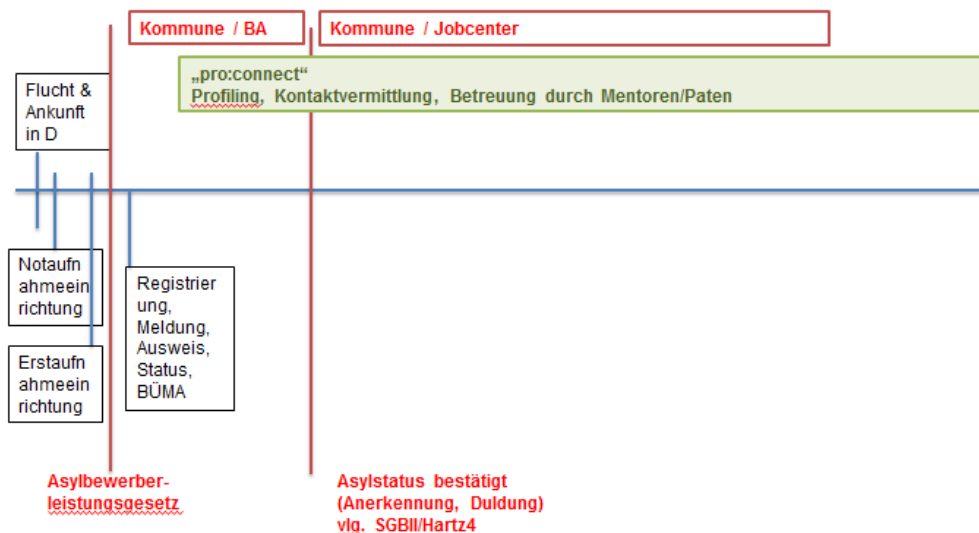 Kommune / BA
Kommune / Jobcenter
„pro:connect“
Profiling, Kontaktvermittlung, Betreuung durch Mentoren/Paten
Flucht &
Ankunft
in D
Notaufn
ahmeein
richtung
Erstaufn
ahmeein
richtung
Registrier
ung,
Meldung,
Ausweis,
Status,
BÜMA
Asylbewerber-
leistungsgesetz
Asylstatus bestätigt
(Anerkennung, Duldung)
vlg. SGBII/Hartz4